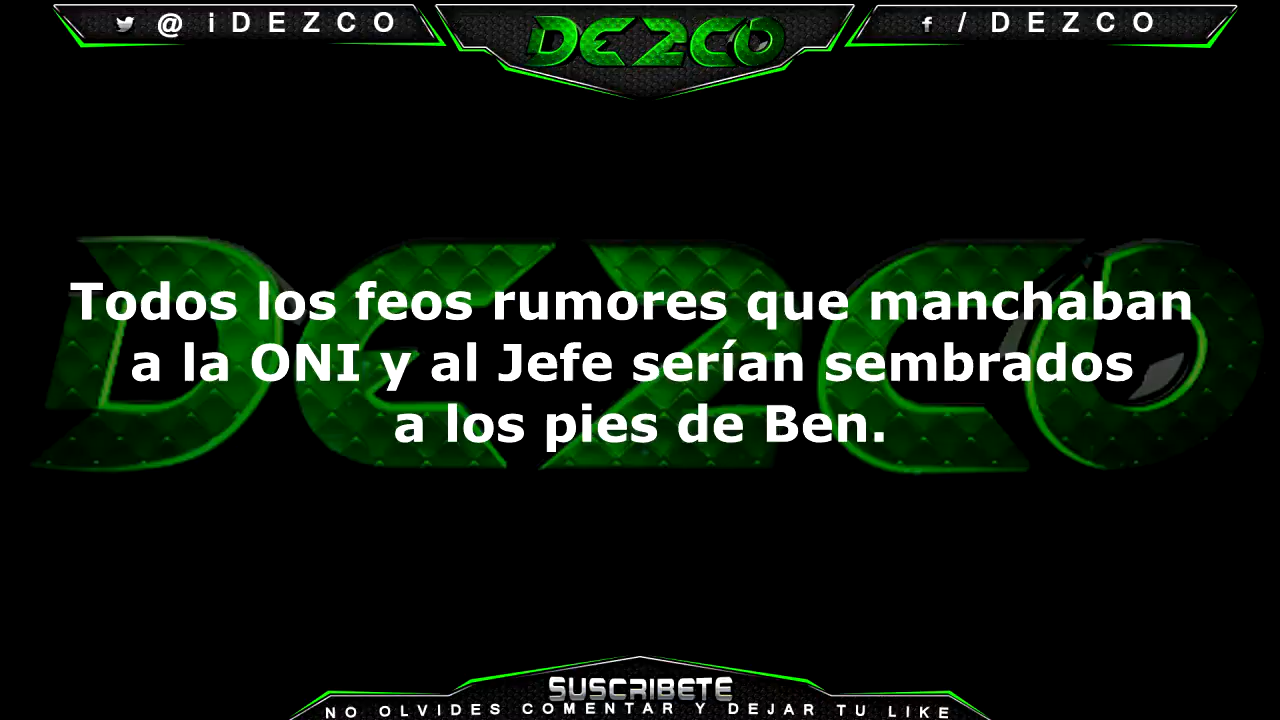 @iDEZCO
DEZCO
/DEZCO
DEZCO
Todos los feos rumores que manchaban
a la ONI y al Jefe serían sembrados
a los pies de Ben.
SUSCRIBETE
NO OLVIDES COMENTAR Y DEJAR TU LIKE